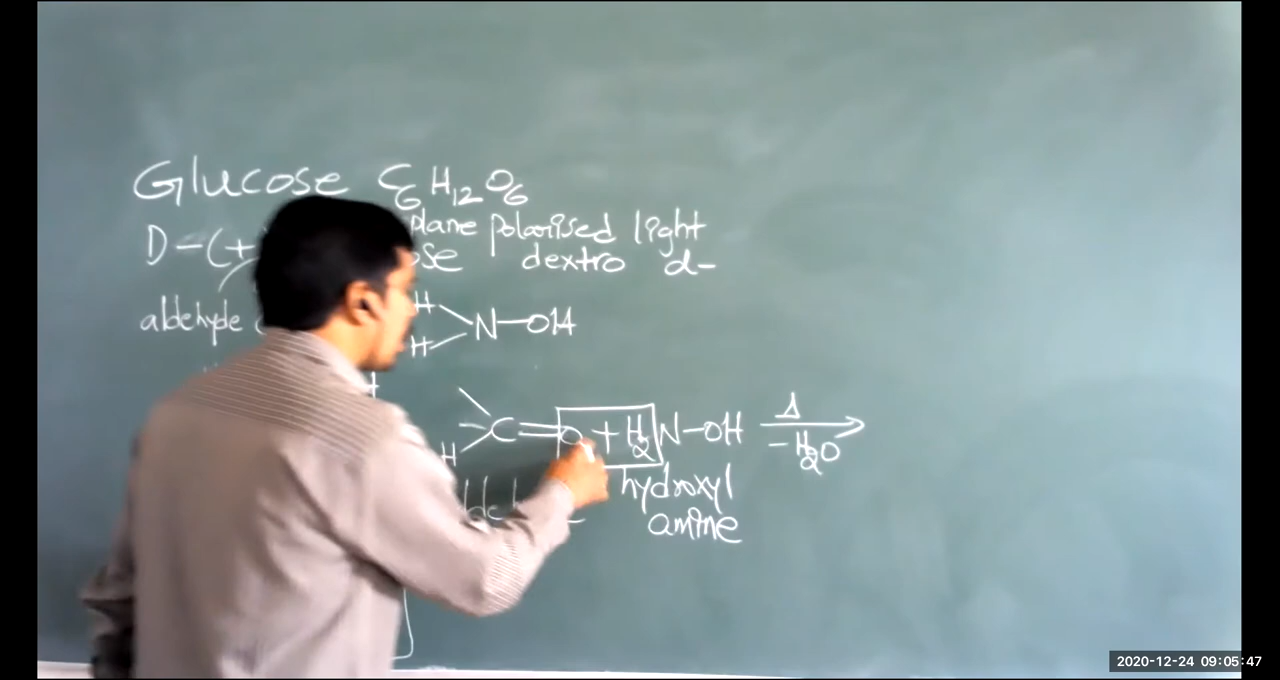 Glucose C6H12O6
D-(+ plane polarised light
ose dextro d-
aldehyde
H
N-OH
H
H
C=O + H2N-OH Δ
-H2O
H
hydroxyl
amine
2020-12-24 09:05:47